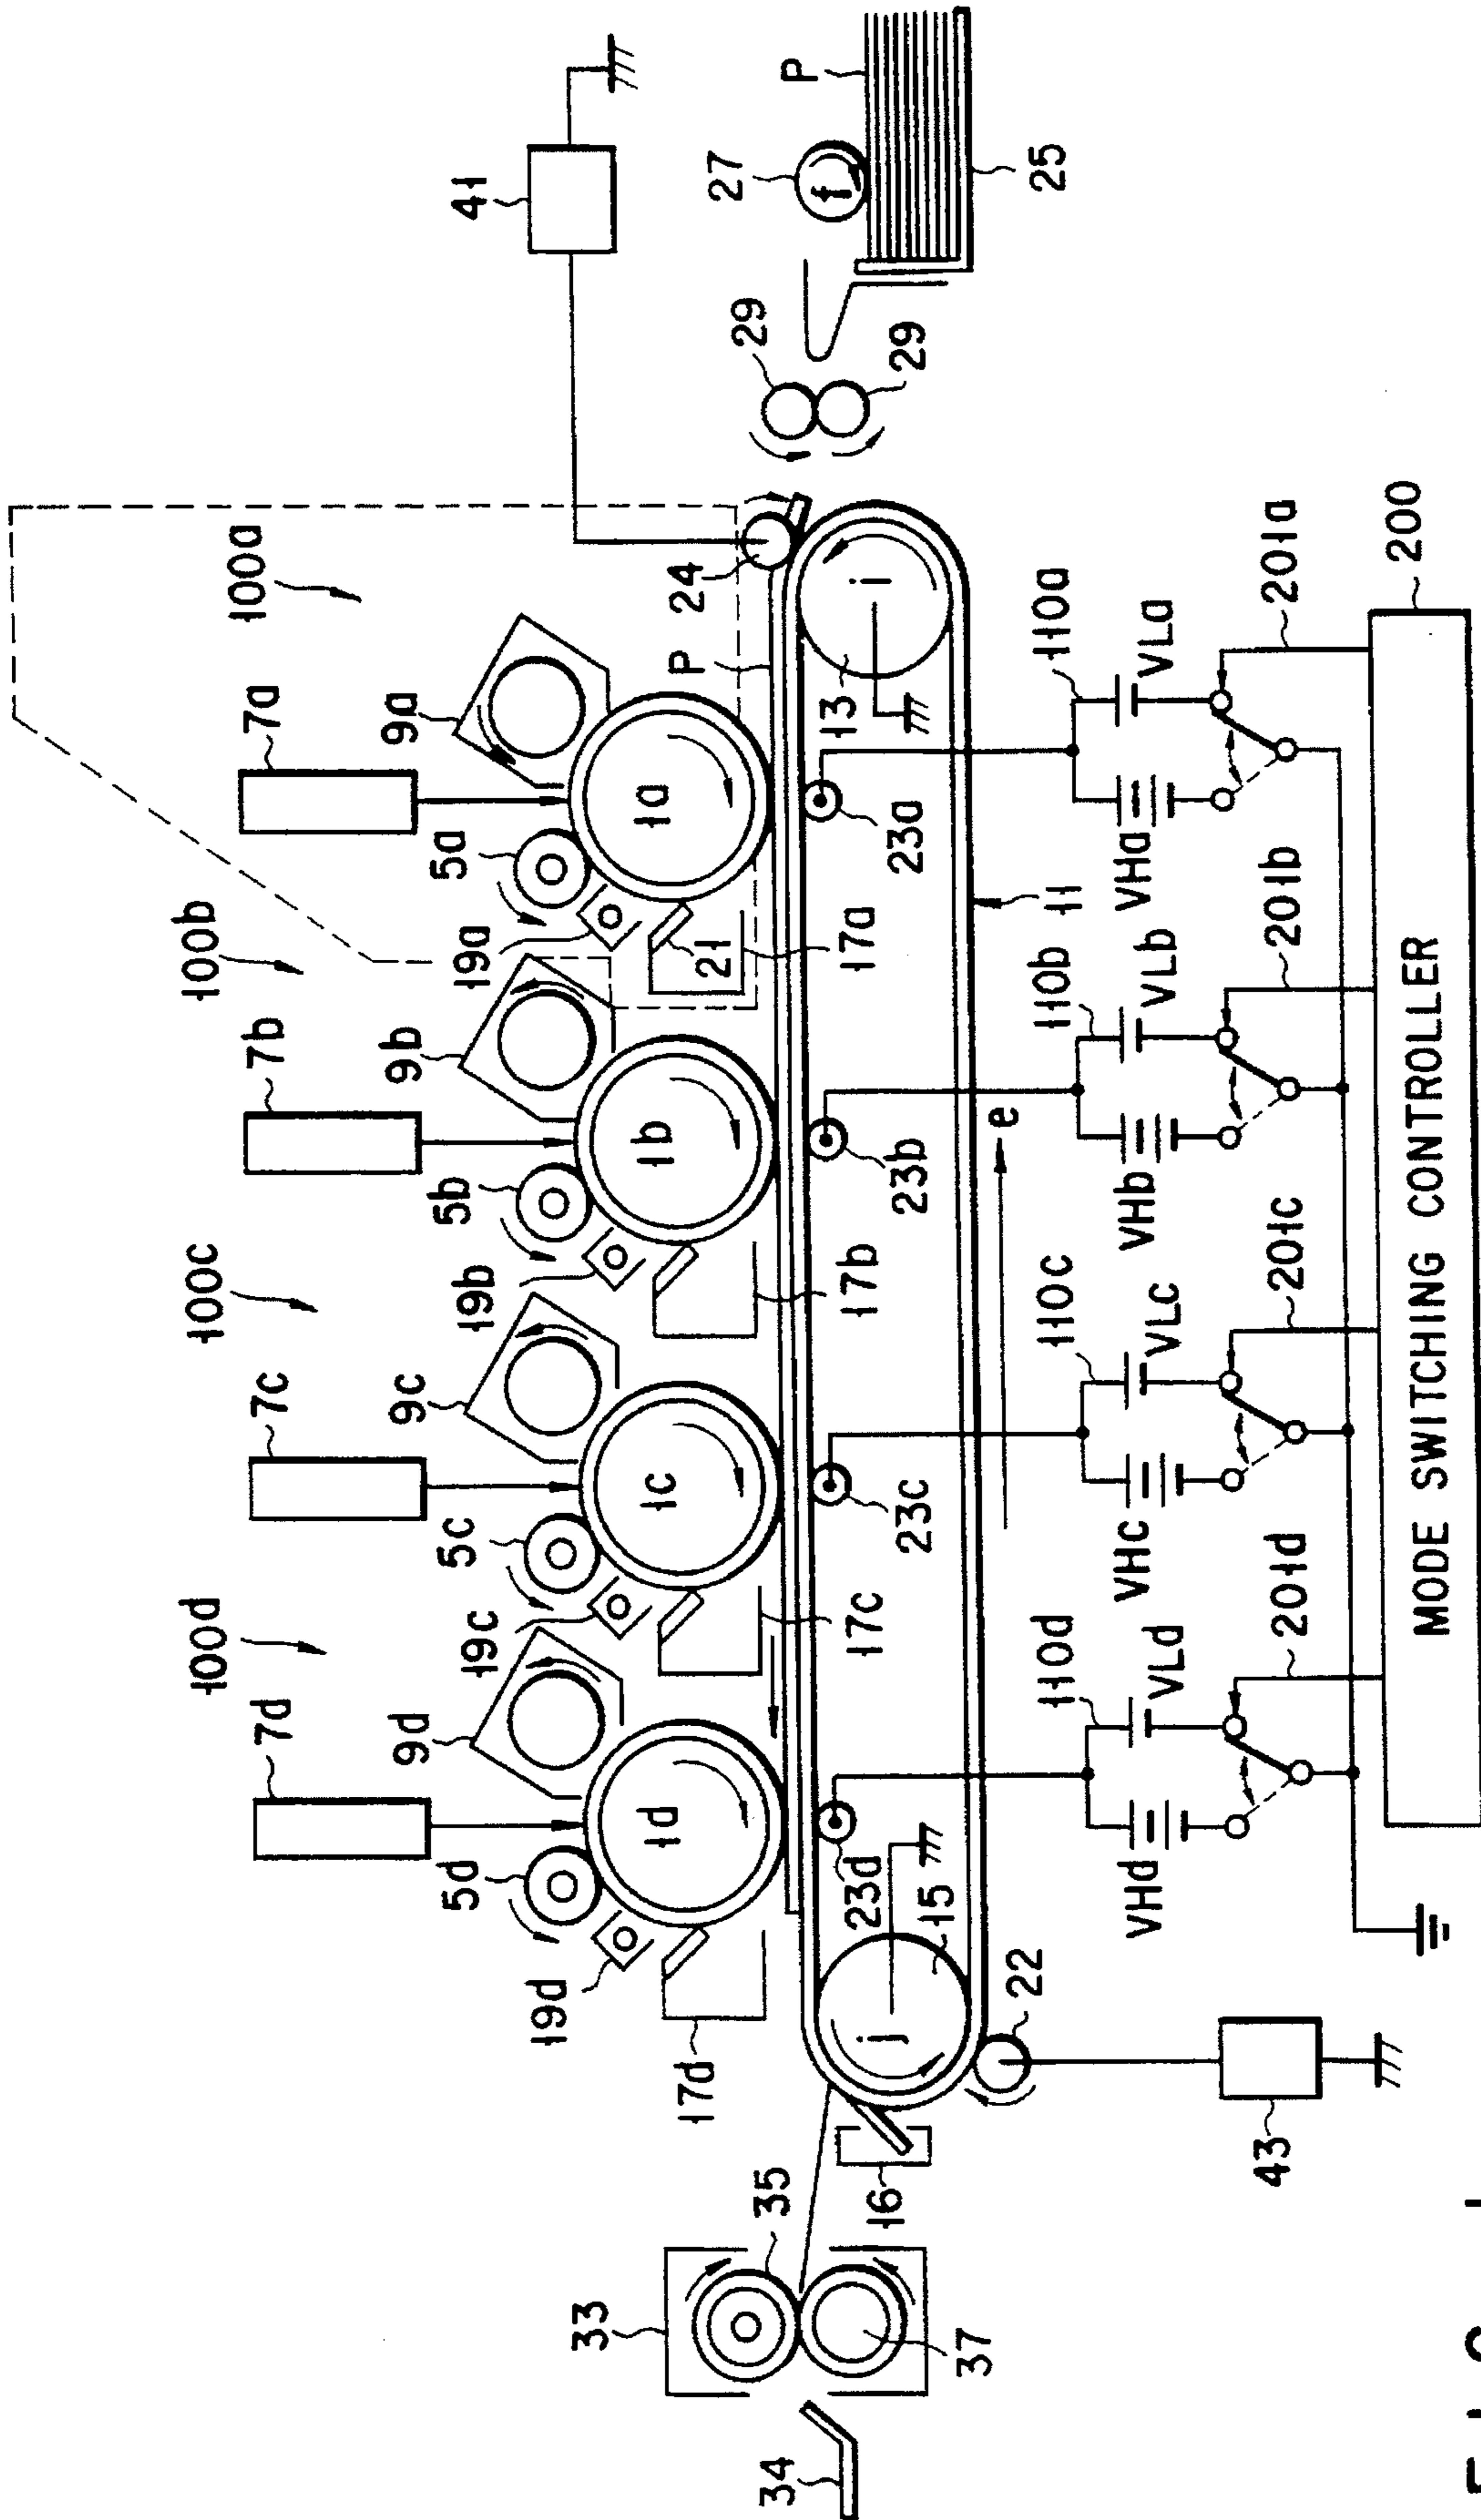 100d
100c
100b
100a
7d
7c
7b
7a
41
33
35
34
37
16
17d
19d
5d
9d
19c
5c
9c
19b
5b
9b
19a
5a
9a
24
29
29
27
P
f
25
1d
1c
1b
1a
21
P
17c
17b
17a
j
15
23d
23c
23b
23a
13
i
22
e
11
43
110d
110c
110b
110a
VHd
VLd
VHc
VLc
VHb
VLb
VHa
VLa
201d
201c
201b
201a
200
MODE SWITCHING CONTROLLER